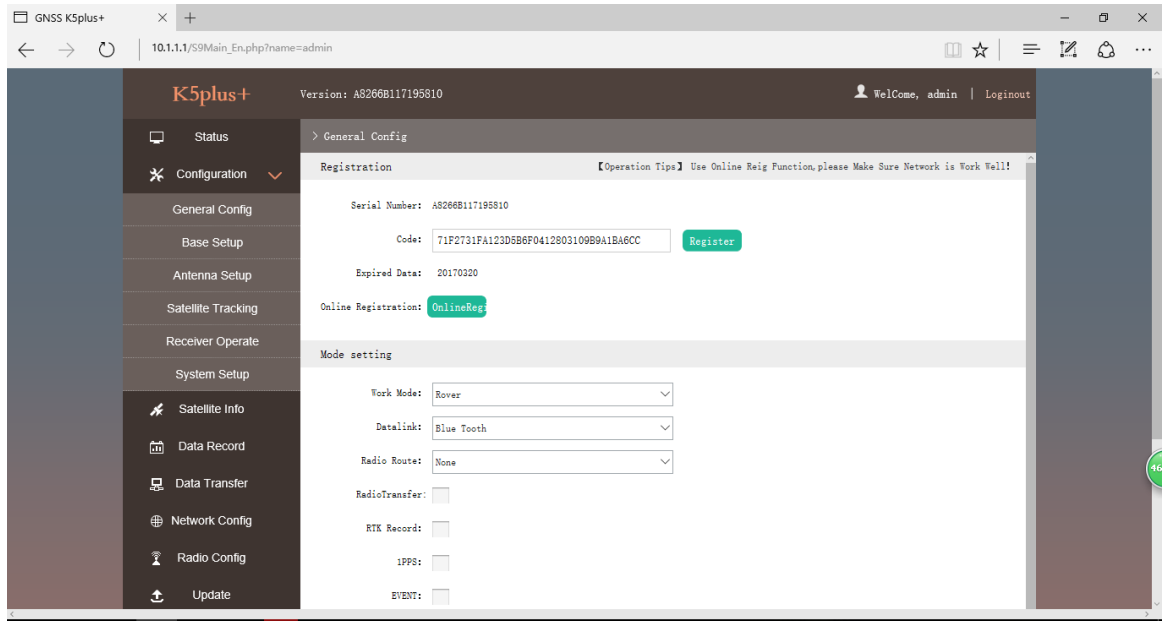 GNSS K5plus+
10.1.1.1/S9Main_En.php?name=admin
K5plus+
Version: A8266B117195810
WelCome, admin | Loginout
Status
> General Config
Configuration
Registration
【Operation Tips】 Use Online Reig Function,please Make Sure Network is Work Well!
General Config
Serial Number: A8266B117195810
Base Setup
Code: 71F2731FA123D5B6F0412803109B9A1BA6CC Register
Antenna Setup
Expired Data: 20170320
Satellite Tracking
Online Registration: OnlineRegi
Receiver Operate
Mode setting
System Setup
Work Mode: Rover
Satellite Info
Datalink: Blue Tooth
Data Record
Radio Route: None
Data Transfer
RadioTransfer:
Network Config
RTK Record:
Radio Config
1PPS:
Update
EVENT:
46